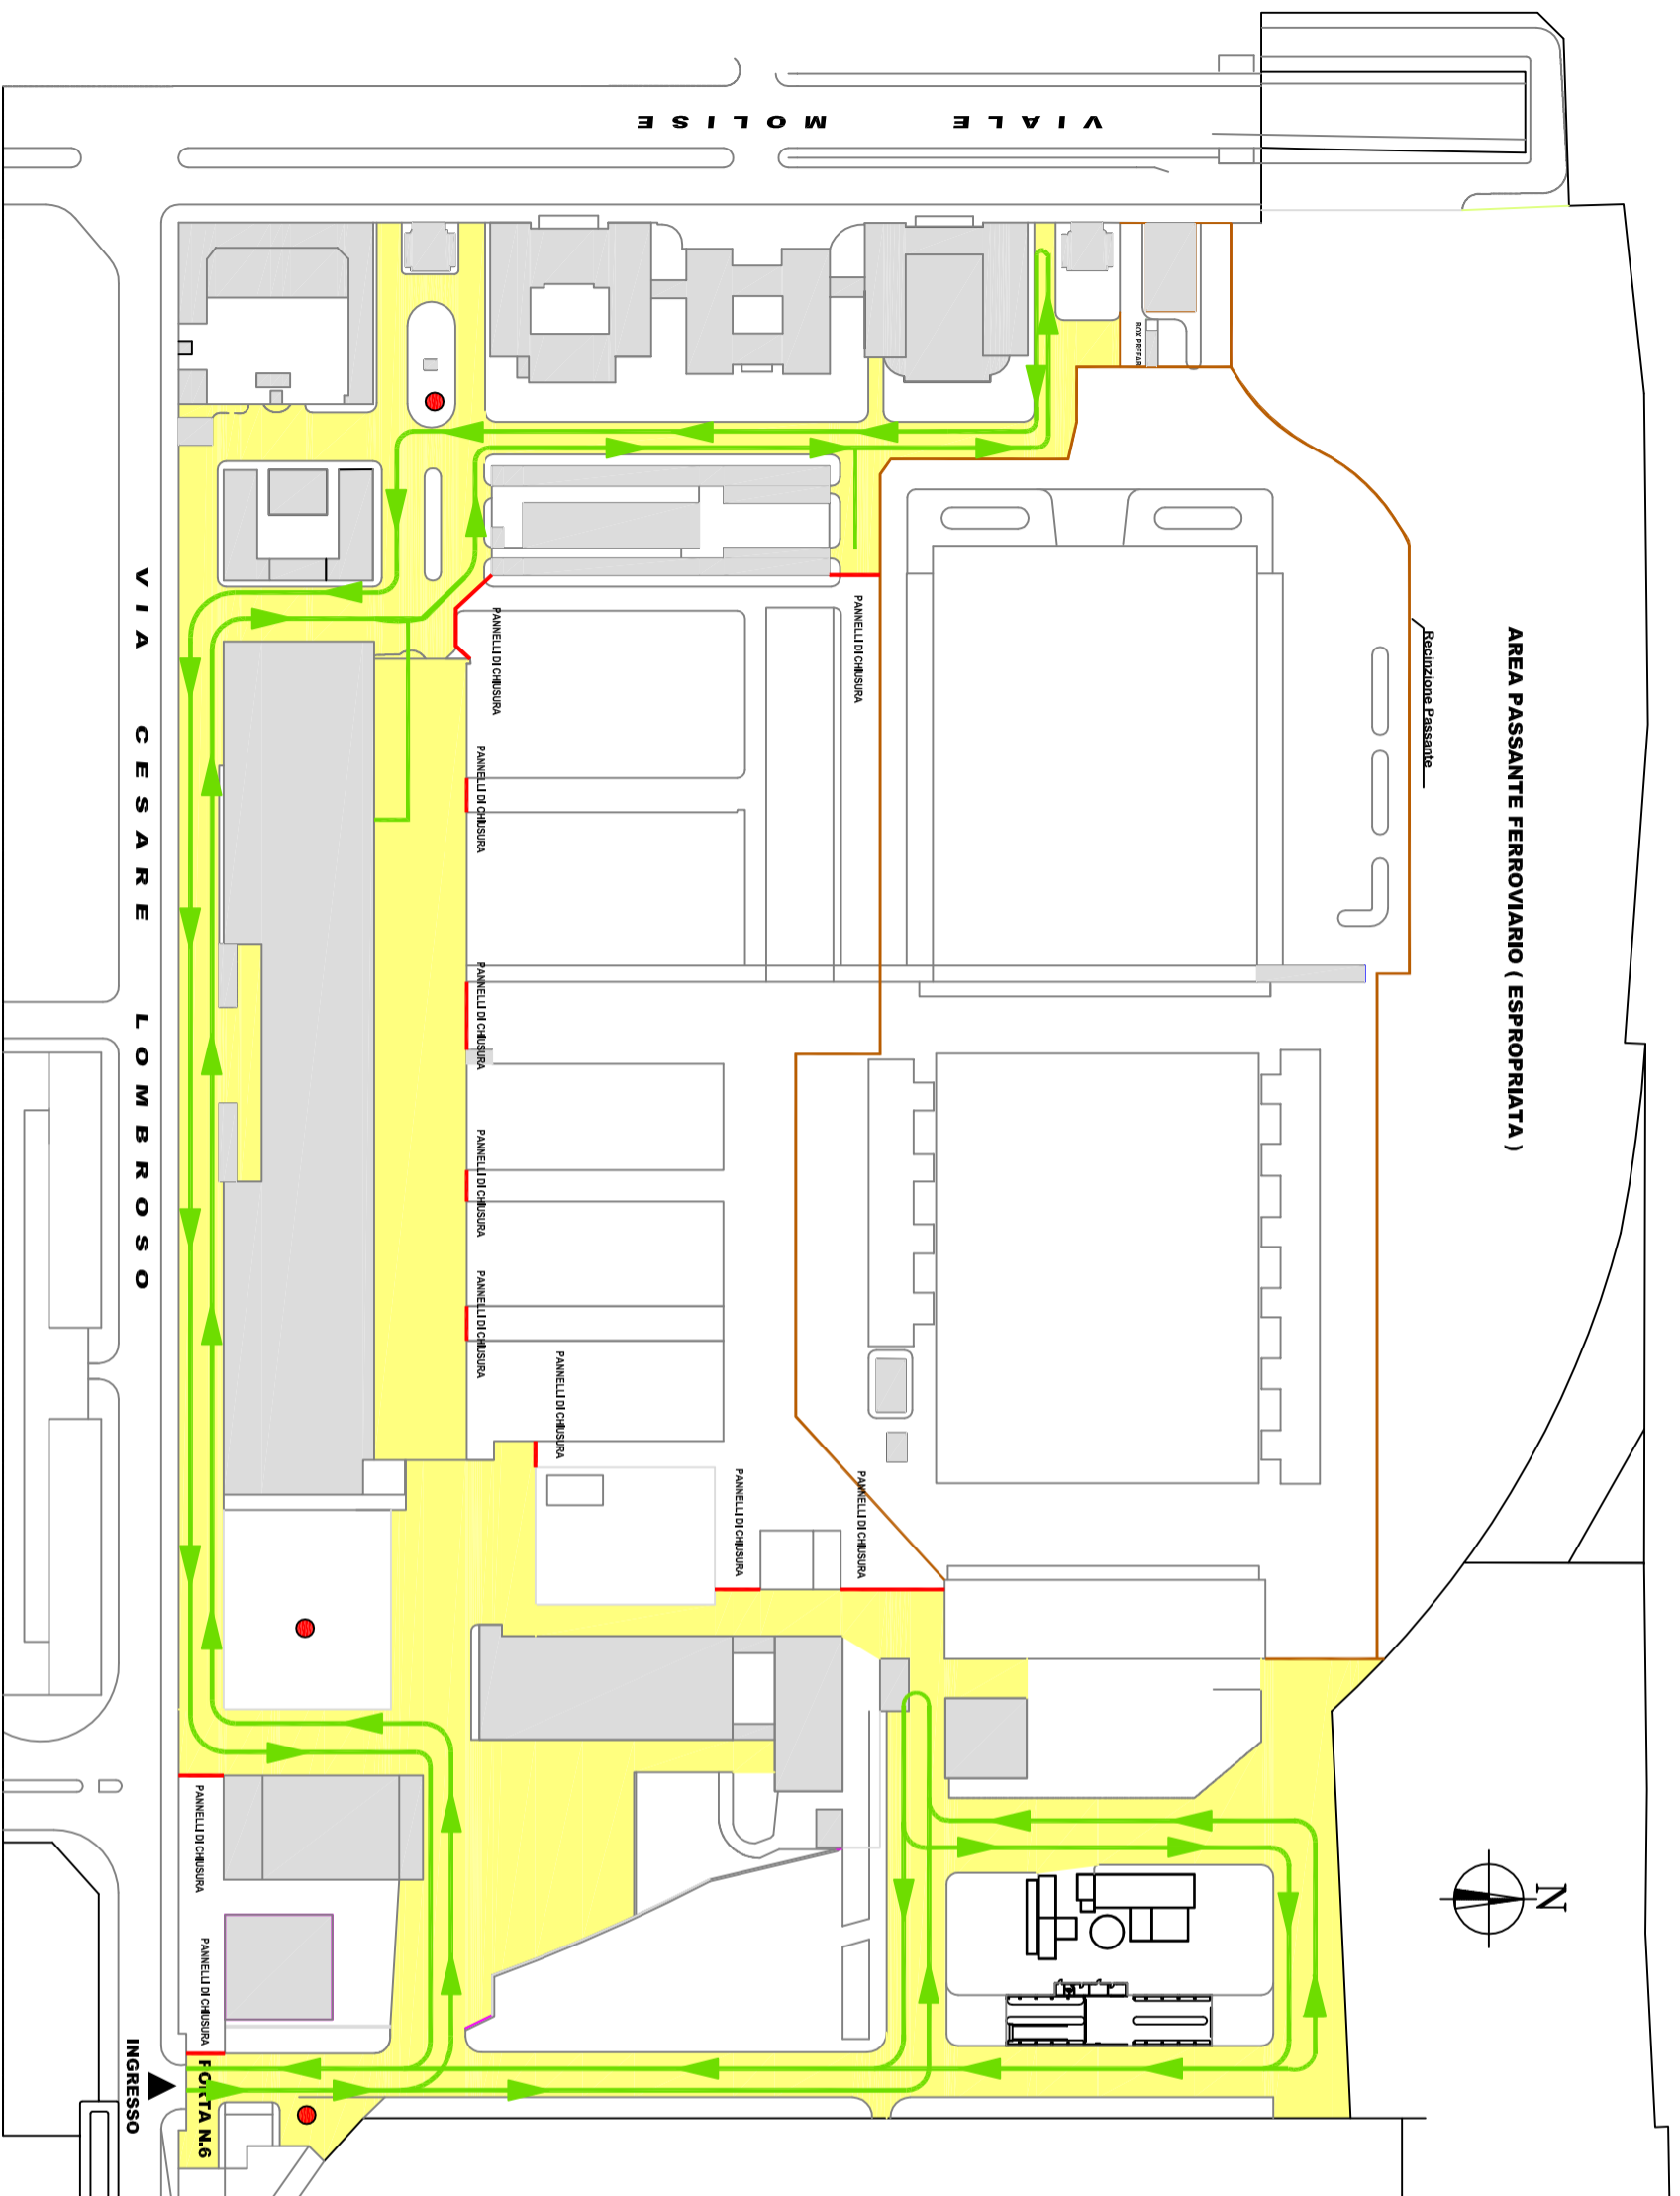 VIALE MOLISE
BOX PREFAB
AREA PASSANTE FERROVIARIO ( ESPROPRIATA )
Recinzione Passante
VIA CESARE LOMBROSO
PANNELLI DI CHIUSURA
PANNELLI DI CHIUSURA
PANNELLI DI CHIUSURA
PANNELLI DI CHIUSURA
PANNELLI DI CHIUSURA
PANNELLI DI CHIUSURA
PANNELLI DI CHIUSURA
PANNELLI DI CHIUSURA
PANNELLI DI CHIUSURA
PANNELLI DI CHIUSURA
PANNELLI DI CHIUSURA
N
PORTA N.6
INGRESSO